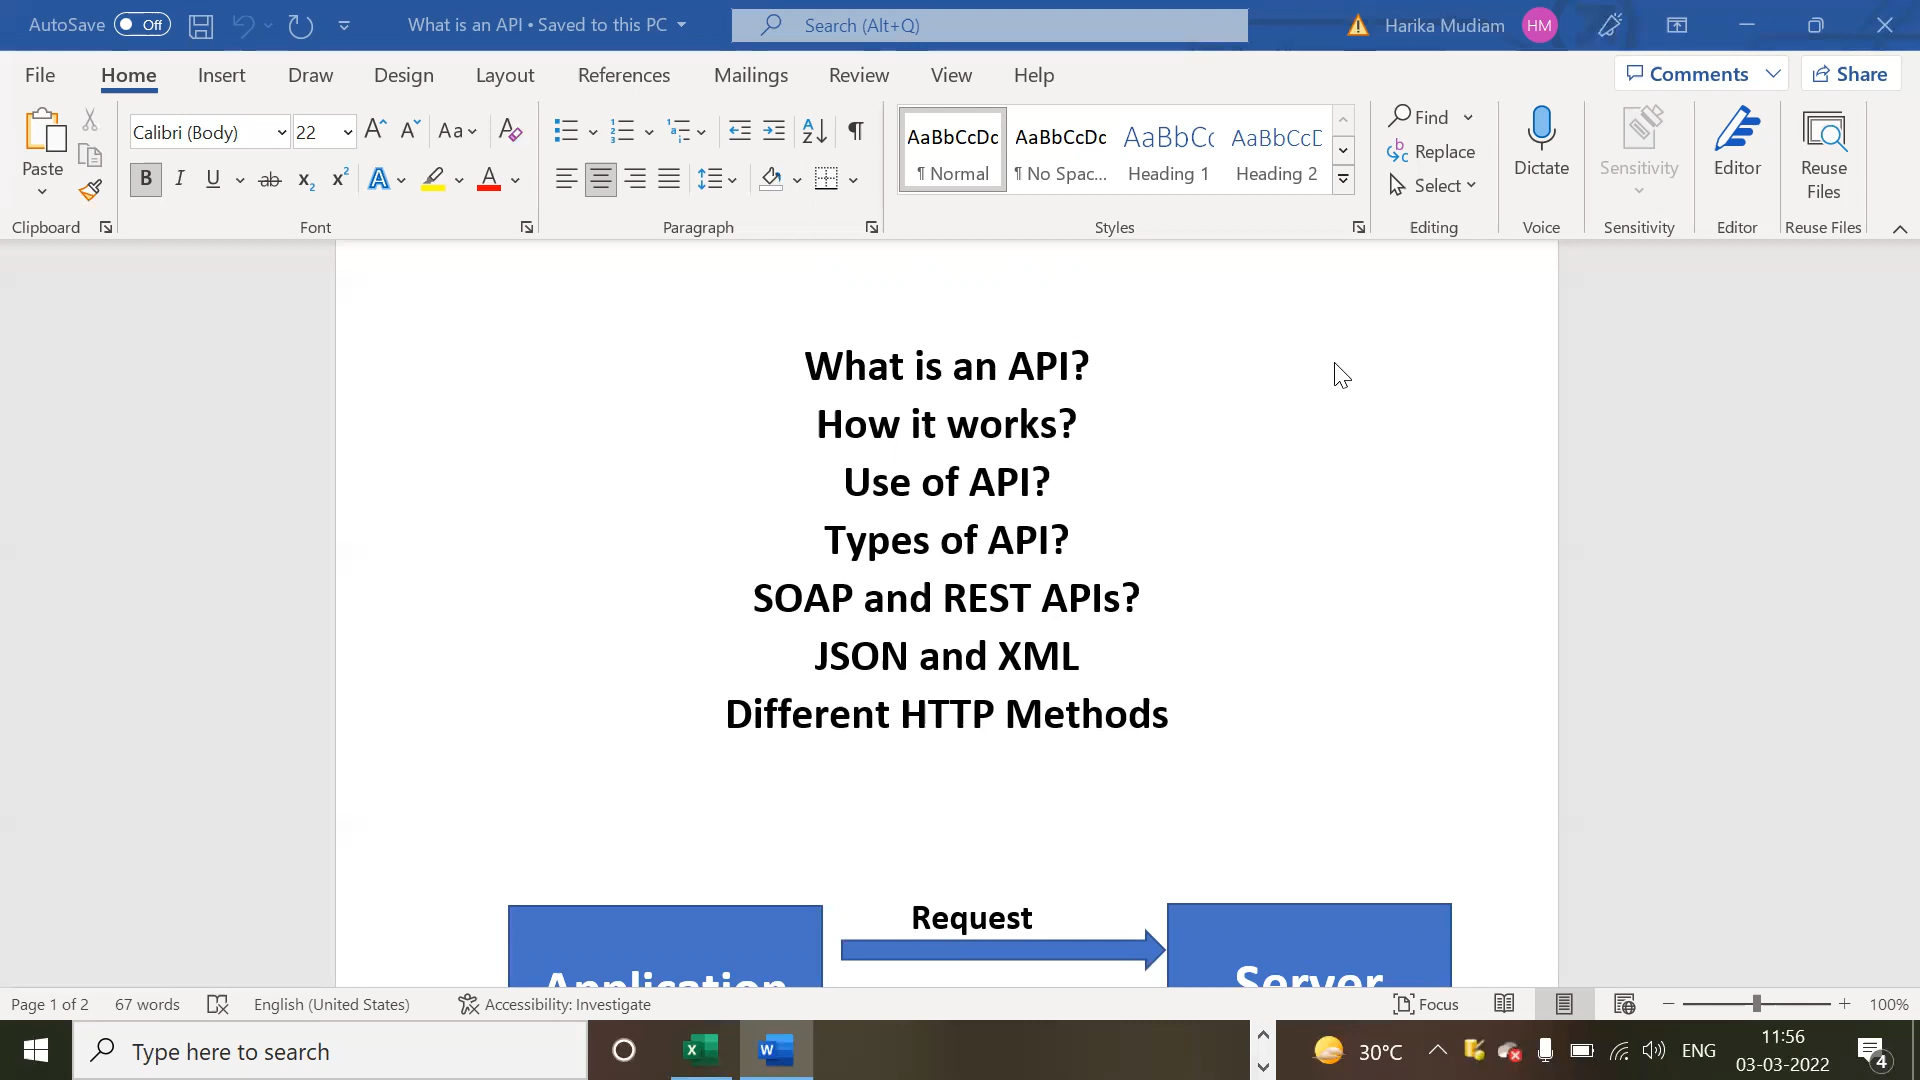 AutoSave Off What is an API • Saved to this PC Search (Alt+Q) Harika Mudiam HM
File Home Insert Draw Design Layout References Mailings Review View Help Comments Share
Paste Calibri (Body) 22 Aa AaBbCcDc AaBbCcDc AaBbCc AaBbCcD Find Replace Select Dictate Sensitivity Editor Reuse Files
¶ Normal ¶ No Spac... Heading 1 Heading 2
Clipboard Font Paragraph Styles Editing Voice Sensitivity Editor Reuse Files
What is an API?
How it works?
Use of API?
Types of API?
SOAP and REST APIs?
JSON and XML
Different HTTP Methods
Request
Application Server
Page 1 of 2 67 words English (United States) Accessibility: Investigate Focus 100%
Type here to search 30°C ENG 11:56
03-03-2022 4